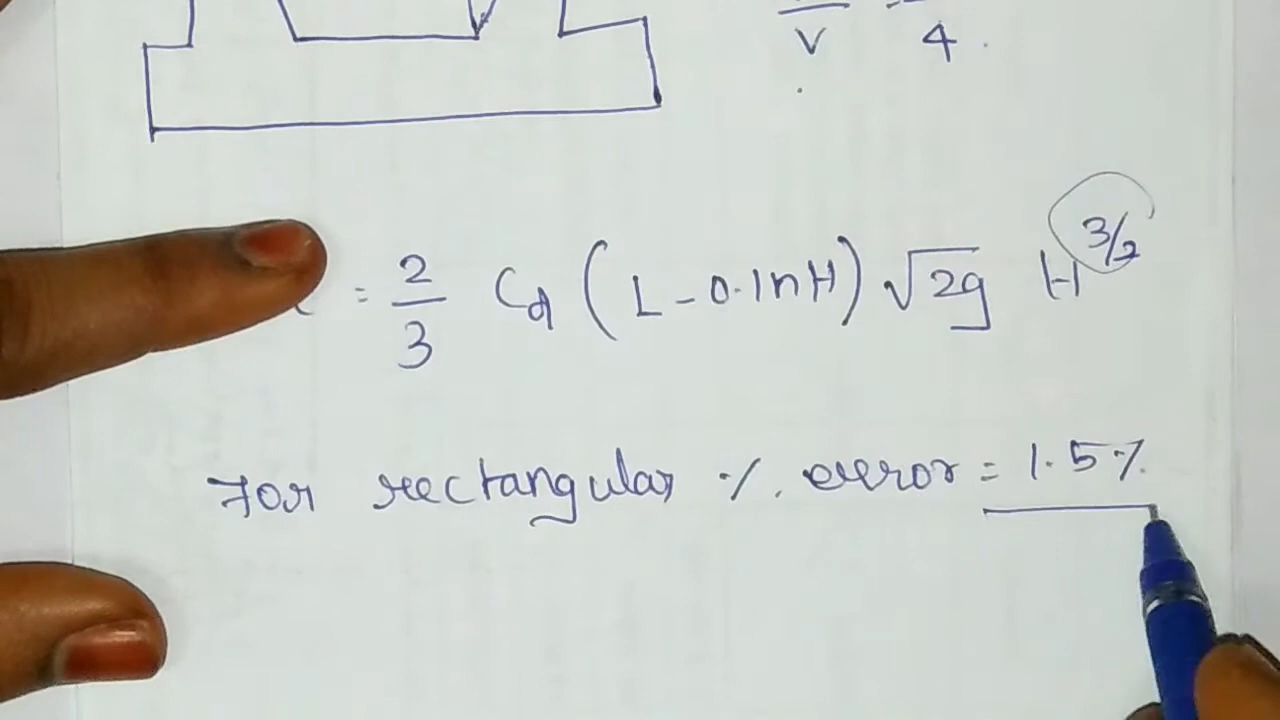 V 4
= 2/3 Cd (L - 0.1nH) √2g H^3/2
For rectangular %. error = 1.5%